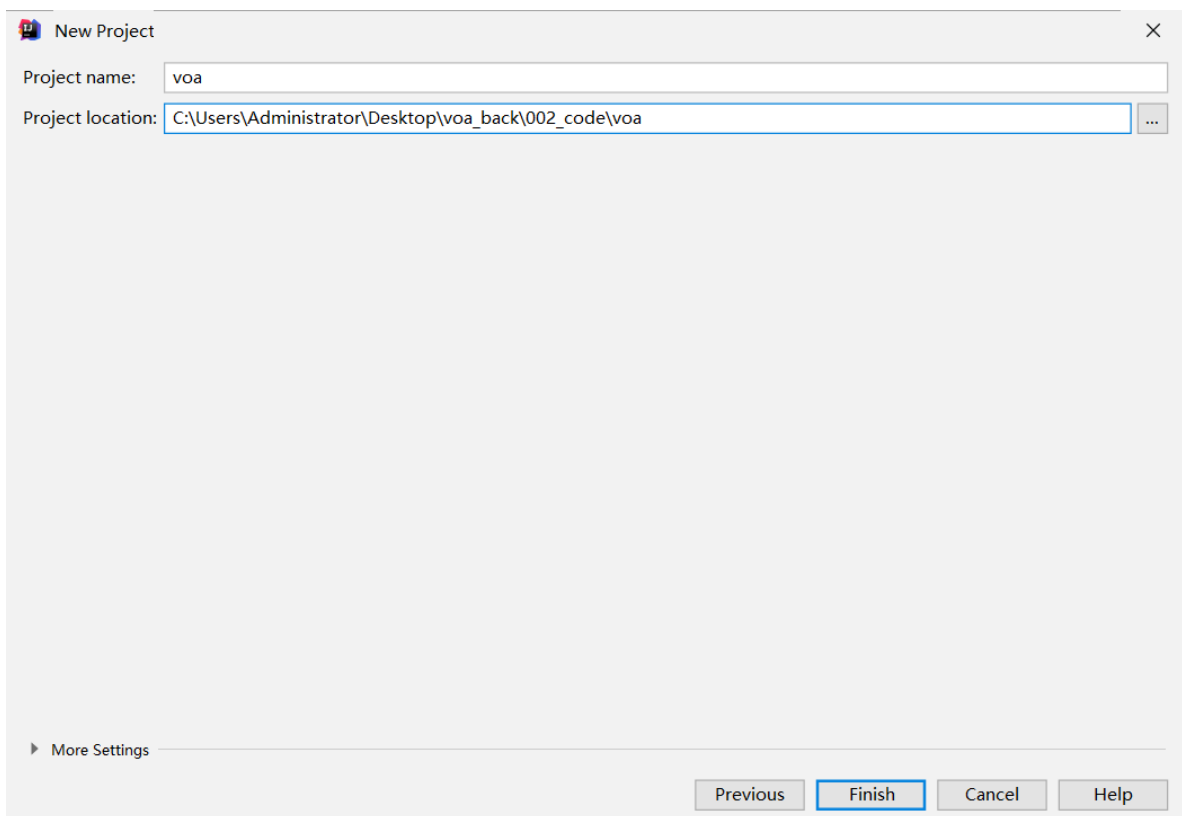 New Project
Project name: voa
Project location: C:\Users\Administrator\Desktop\voa_back\002_code\voa ...
More Settings
Previous Finish Cancel Help